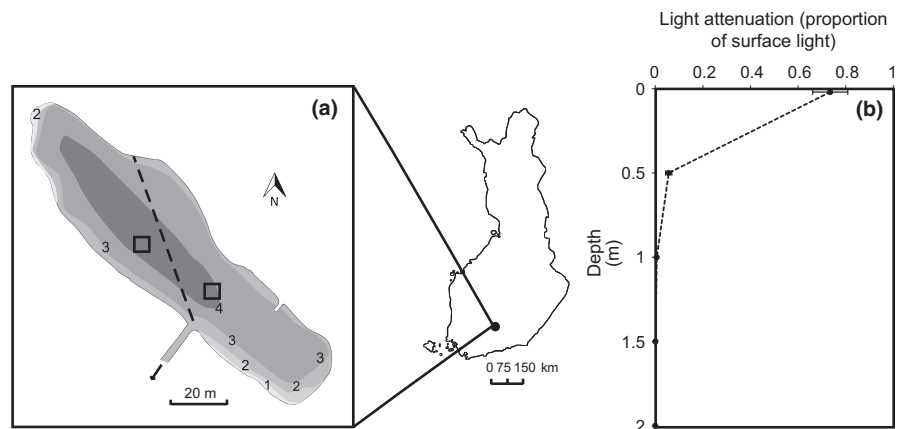 Light attenuation (proportion
of surface light)
0 0.2 0.4 0.6 0.8 1
(a)
2
N
3
4
3
3
2
1
2
20 m
0 75 150 km
(b)
Depth
(m)
0
0.5
1
1.5
2